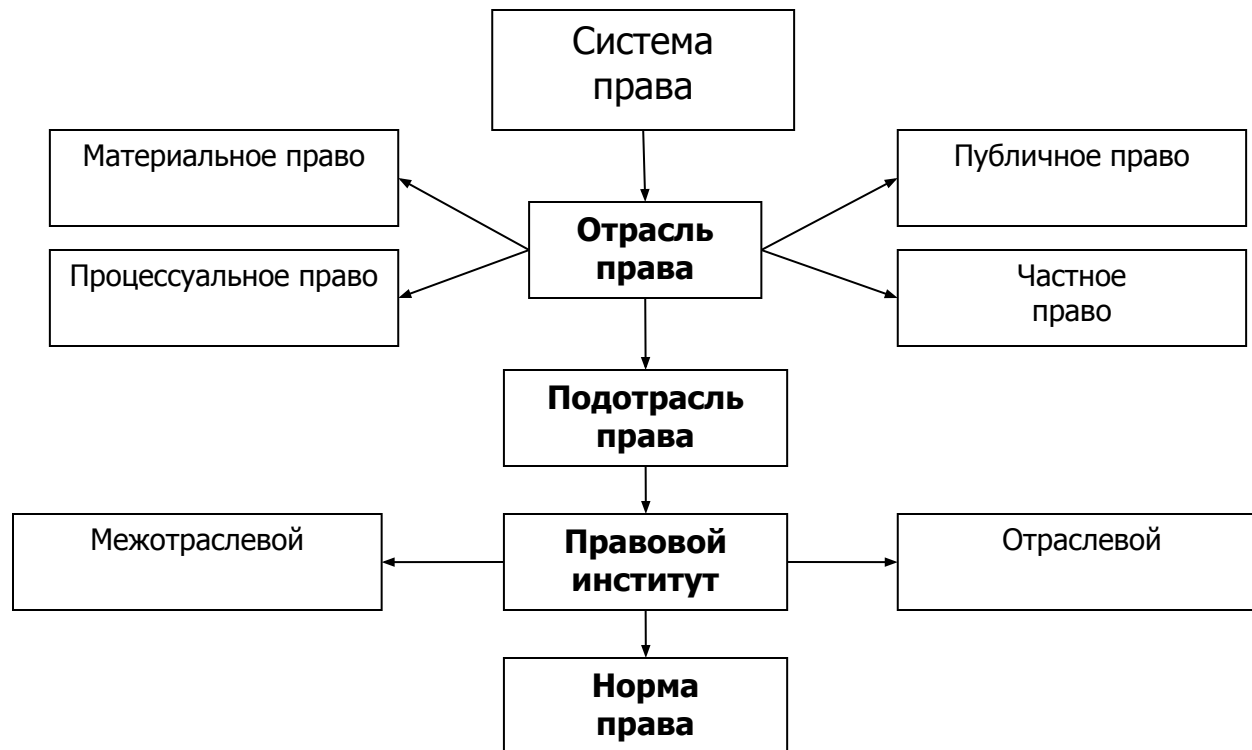 Система
права
Материальное право
Публичное право
Отрасль
права
Процессуальное право
Частное
право
Подотрасль
права
Межотраслевой
Правовой
институт
Отраслевой
Норма
права